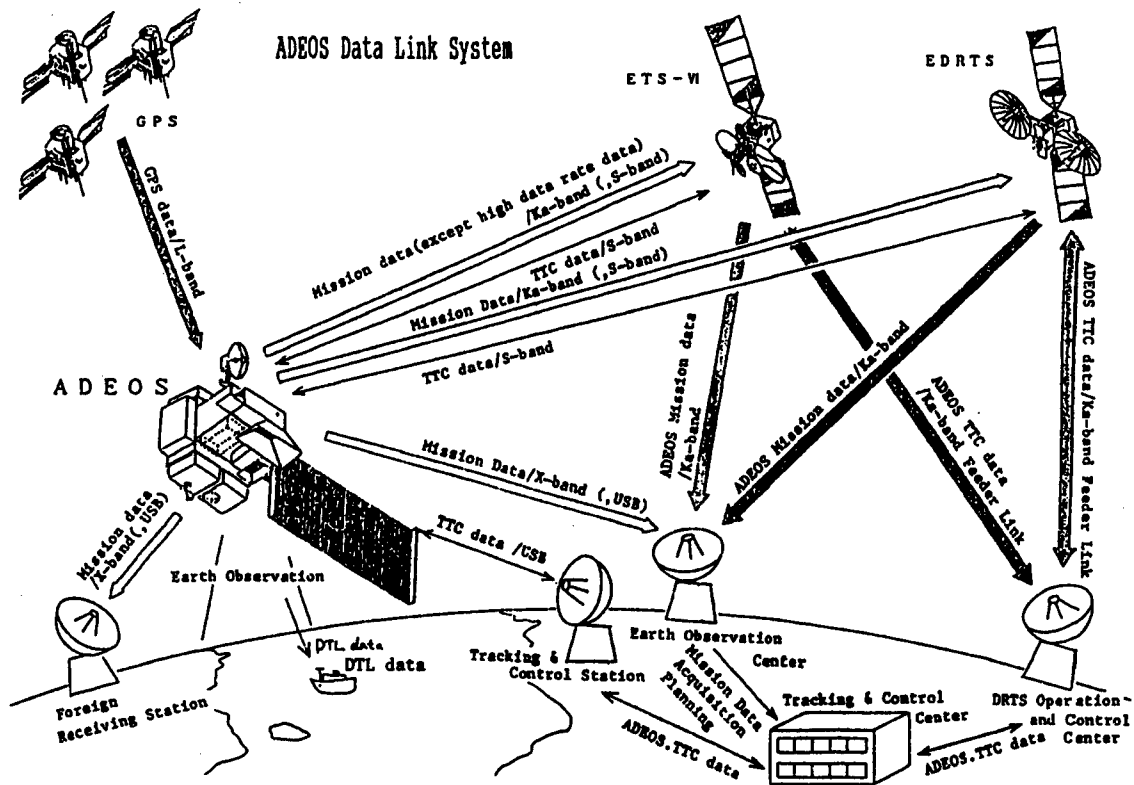 ADEOS Data Link System
GPS
ETS-VI
EDRTS
GPS data/L-band
Mission data(except high data rate data)
/Ka-band (,S-band)
TTC data/S-band
Mission Data/Ka-band (,S-band)
TTC data/S-band
ADEOS
ADEOS Mission data
/Ka-band
ADEOS Mission data/Ka-band
ADEOS TTC data
/Ka-band Feeder Link
ADEOS TTC data/Ka-band Feeder Link
Mission Data/X-band (,USB)
Mission data
/X-band(,USB)
TTC data /USB
Earth Observation
DTL data
DTL data
Foreign
Receiving Station
Tracking &
Control Station
Earth Observation
Center
Mission Data
Acquisition
Planning
Tracking & Control
Center
DRTS Operation-
and Control
Center
ADEOS.TTC data
ADEOS.TTC data